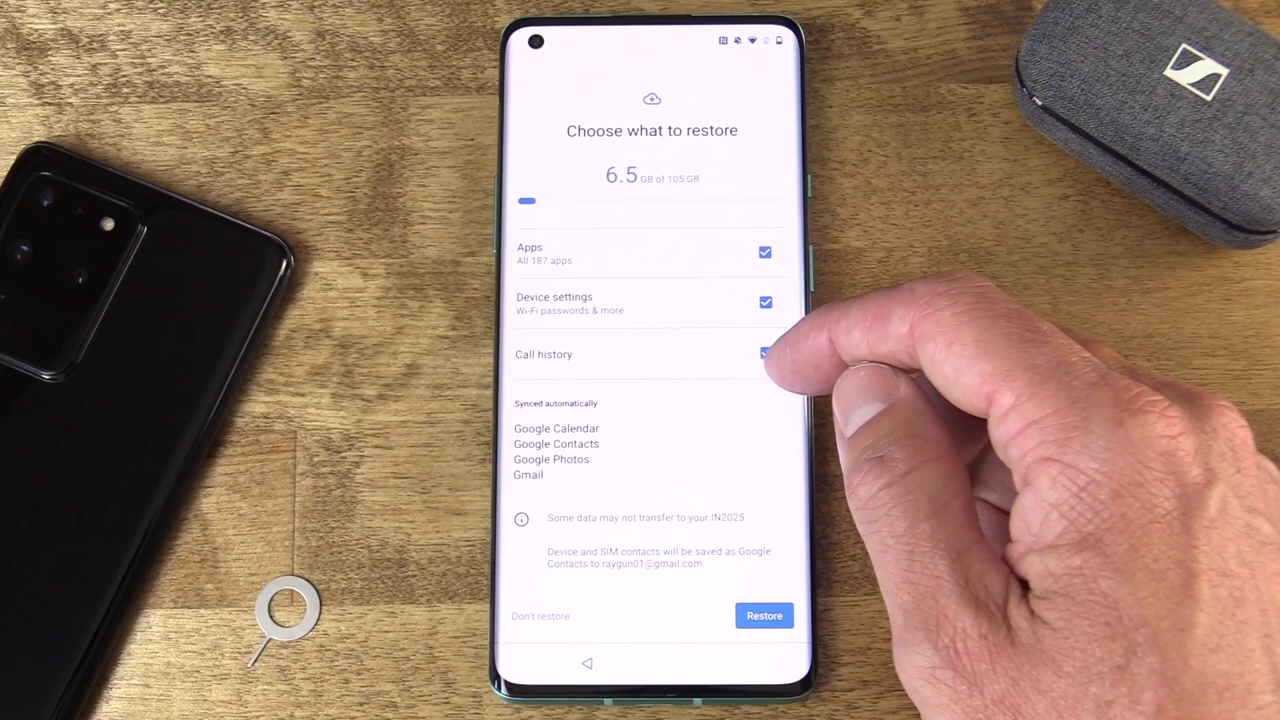 Choose what to restore
6.5 GB of 105 GB
Apps
All 187 apps
Device settings
Wi-Fi passwords & more
Call history
Synced automatically
Google Calendar
Google Contacts
Google Photos
Gmail
Some data may not transfer to your IN2025.
Device and SIM contacts will be saved as Google
Contacts to raygun01@gmail.com.
Don't restore
Restore